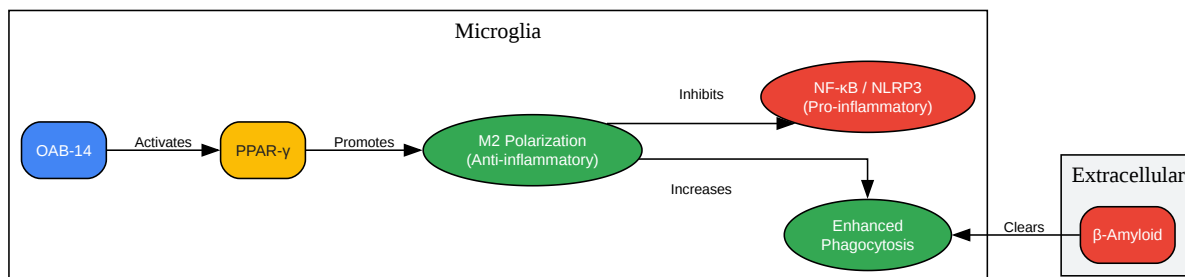 Microglia
OAB-14
Activates
PPAR-γ
Promotes
M2 Polarization
(Anti-inflammatory)
Inhibits
NF-κB / NLRP3
(Pro-inflammatory)
Increases
Enhanced
Phagocytosis
Clears
Extracellular
β-Amyloid